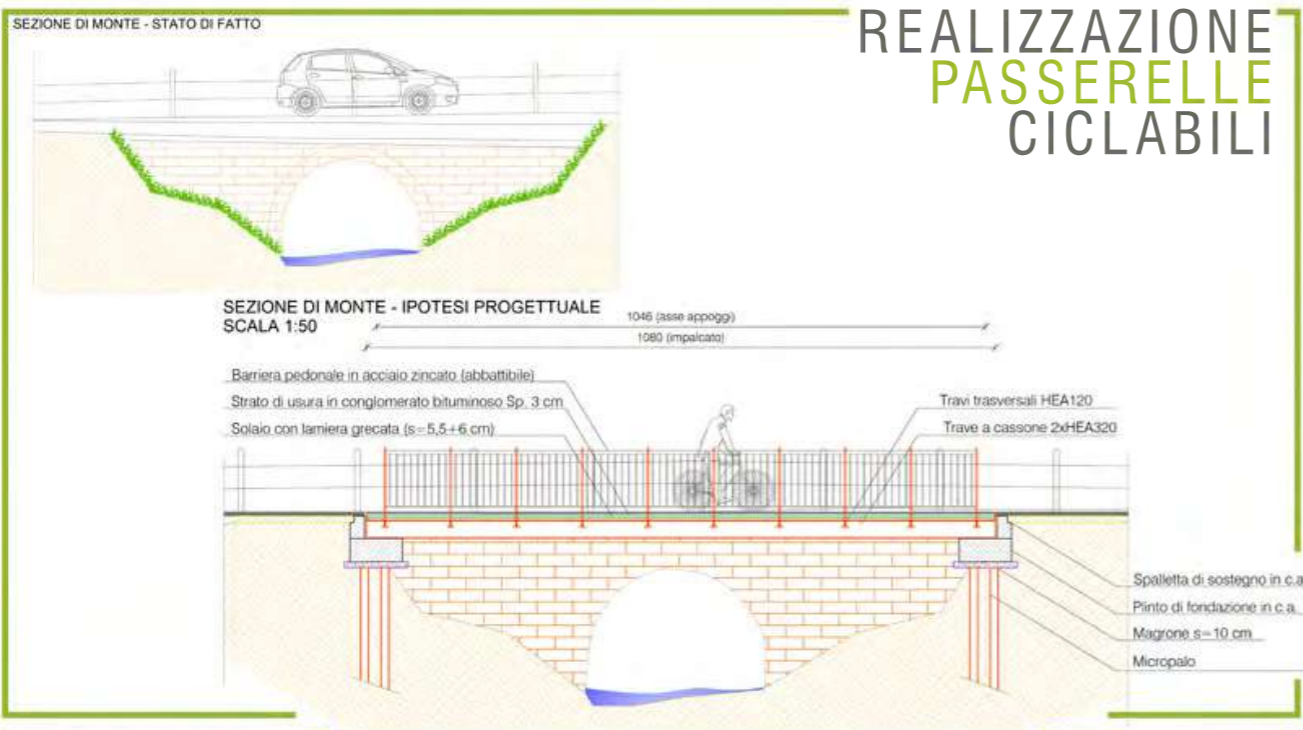 SEZIONE DI MONTE - STATO DI FATTO
REALIZZAZIONE
PASSERELLE
CICLABILI
SEZIONE DI MONTE - IPOTESI PROGETTUALE
SCALA 1:50
1046 (asse appoggi)
1080 (impalcato)
Barriera pedonale in acciaio zincato (abbattibile)
Strato di usura in conglomerato bituminoso Sp. 3 cm
Solaio con lamiera grecata (s=5,5+6 cm)
Travi trasversali HEA120
Trave a cassone 2xHEA320
Spalletta di sostegno in c.a
Plinto di fondazione in c.a.
Magrone s=10 cm
Micropalo